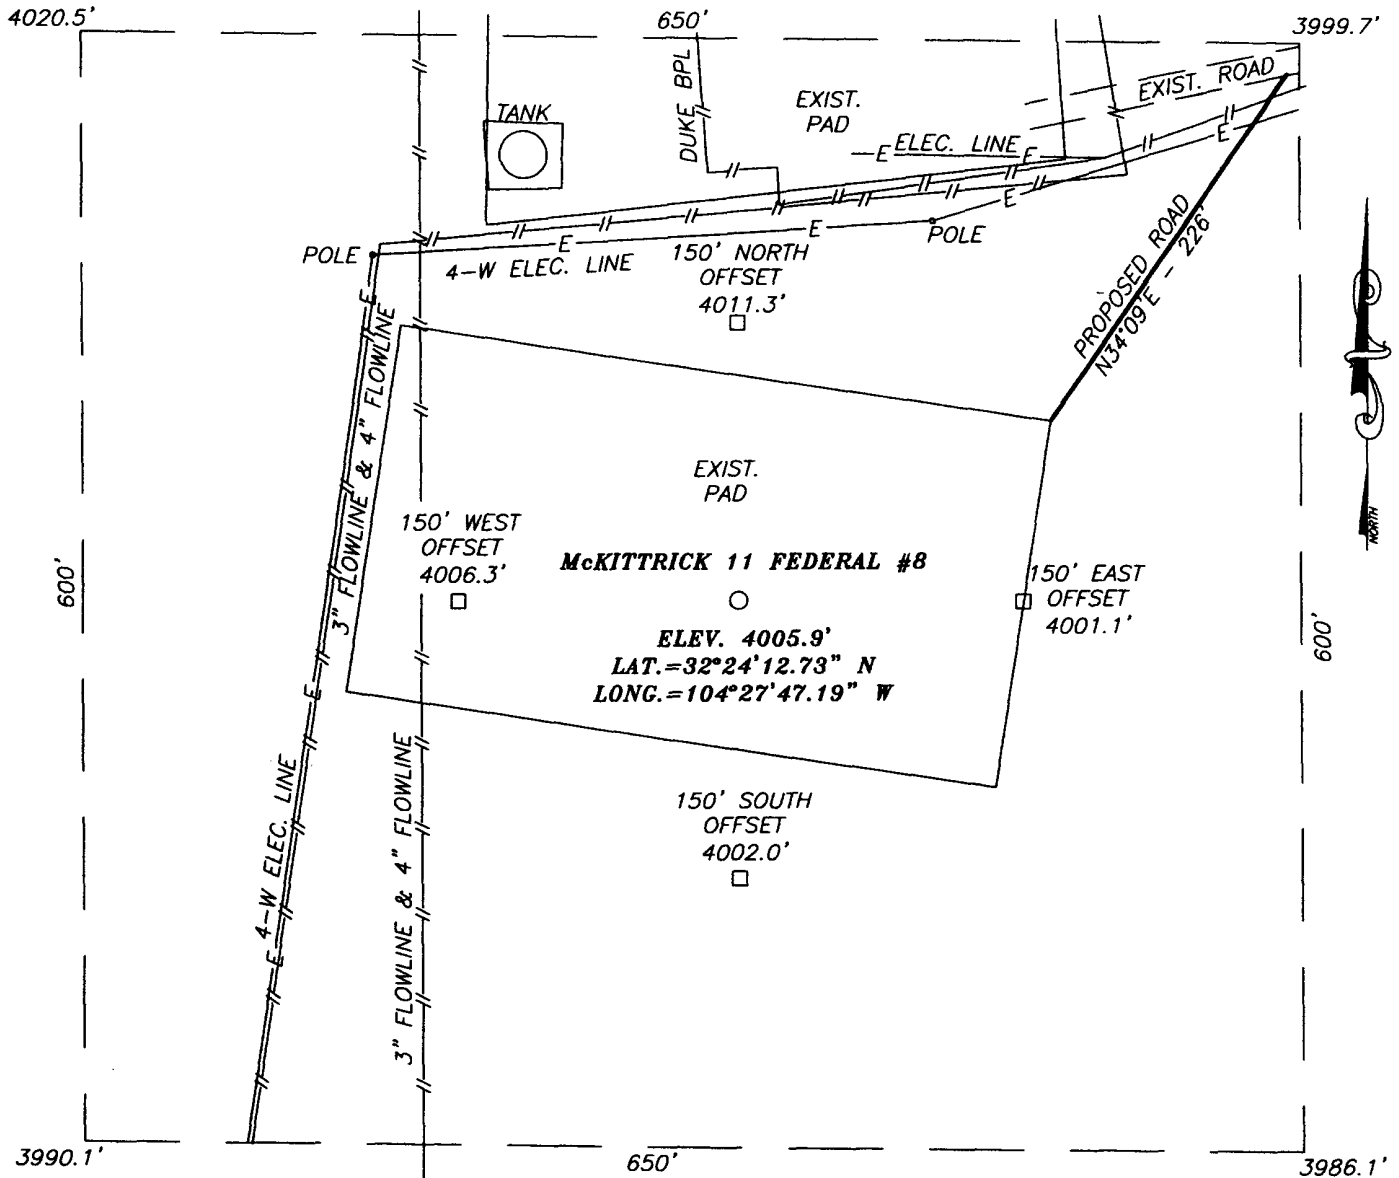 4020.5'
650'
3999.7'
DUKE BPL
EXIST.
PAD
EXIST. ROAD
TANK
E ELEC. LINE E
E
E
E
E
POLE
POLE
4-W ELEC. LINE
150' NORTH
OFFSET
4011.3'
PROPOSED ROAD
N34°09'E - 226'
E
3" FLOWLINE & 4" FLOWLINE
EXIST.
PAD
150' WEST
OFFSET
4006.3'
McKITTRICK 11 FEDERAL #8
ELEV. 4005.9'
LAT.=32°24'12.73" N
LONG.=104°27'47.19" W
150' EAST
OFFSET
4001.1'
NORTH
600'
600'
E
4-W ELEC. LINE
E
3" FLOWLINE & 4" FLOWLINE
150' SOUTH
OFFSET
4002.0'
3990.1'
650'
3986.1'